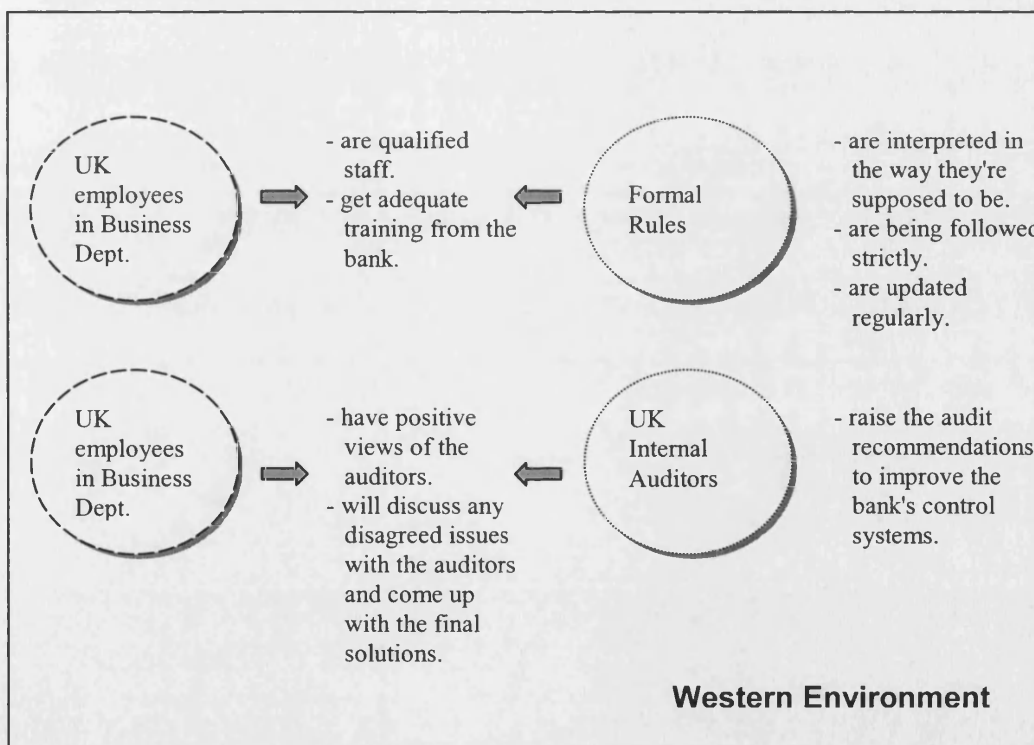 UK
employees
in Business
Dept.
- are qualified
staff.
- get adequate
training from the
bank.
Formal
Rules
- are interpreted in
the way they're
supposed to be.
- are being followed
strictly.
- are updated
regularly.
UK
employees
in Business
Dept.
- have positive
views of the
auditors.
- will discuss any
disagreed issues
with the auditors
and come up
with the final
solutions.
UK
Internal
Auditors
- raise the audit
recommendations
to improve the
bank's control
systems.
Western Environment